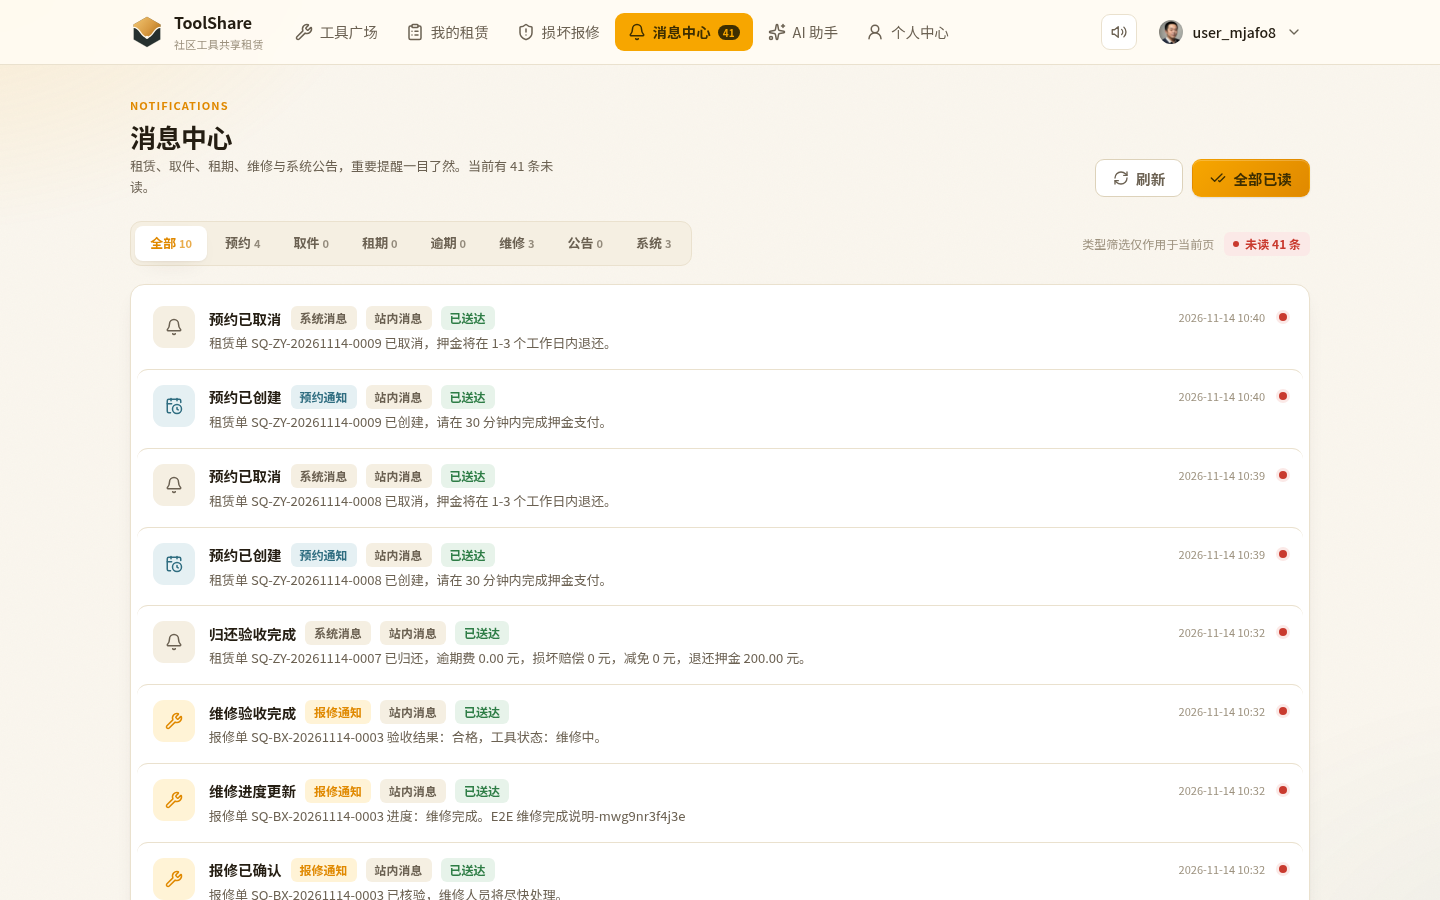 ToolShare
社区工具共享租赁
工具广场
我的租赁
损坏报修
消息中心 41
AI 助手
个人中心
user_mjafo8
NOTIFICATIONS
消息中心
租赁、取件、租期、维修与系统公告，重要提醒一目了然。当前有 41 条未
读。
刷新
全部已读
全部 10
预约 4
取件 0
租期 0
逾期 0
维修 3
公告 0
系统 3
类型筛选仅作用于当前页
未读 41 条
预约已取消 系统消息 站内消息 已送达 2026-11-14 10:40
租赁单 SQ-ZY-20261114-0009 已取消，押金将在 1-3 个工作日内退还。
预约已创建 预约通知 站内消息 已送达 2026-11-14 10:40
租赁单 SQ-ZY-20261114-0009 已创建，请在 30 分钟内完成押金支付。
预约已取消 系统消息 站内消息 已送达 2026-11-14 10:39
租赁单 SQ-ZY-20261114-0008 已取消，押金将在 1-3 个工作日内退还。
预约已创建 预约通知 站内消息 已送达 2026-11-14 10:39
租赁单 SQ-ZY-20261114-0008 已创建，请在 30 分钟内完成押金支付。
归还验收完成 系统消息 站内消息 已送达 2026-11-14 10:32
租赁单 SQ-ZY-20261114-0007 已归还，逾期费 0.00 元，损坏赔偿 0 元，减免 0 元，退还押金 200.00 元。
维修验收完成 报修通知 站内消息 已送达 2026-11-14 10:32
报修单 SQ-BX-20261114-0003 验收结果：合格，工具状态：维修中。
维修进度更新 报修通知 站内消息 已送达 2026-11-14 10:32
报修单 SQ-BX-20261114-0003 进度：维修完成。E2E 维修完成说明-mwg9nr3f4j3e
报修已确认 报修通知 站内消息 已送达 2026-11-14 10:32
报修单 SQ-BX-20261114-0003 已核验，维修人员将尽快处理。